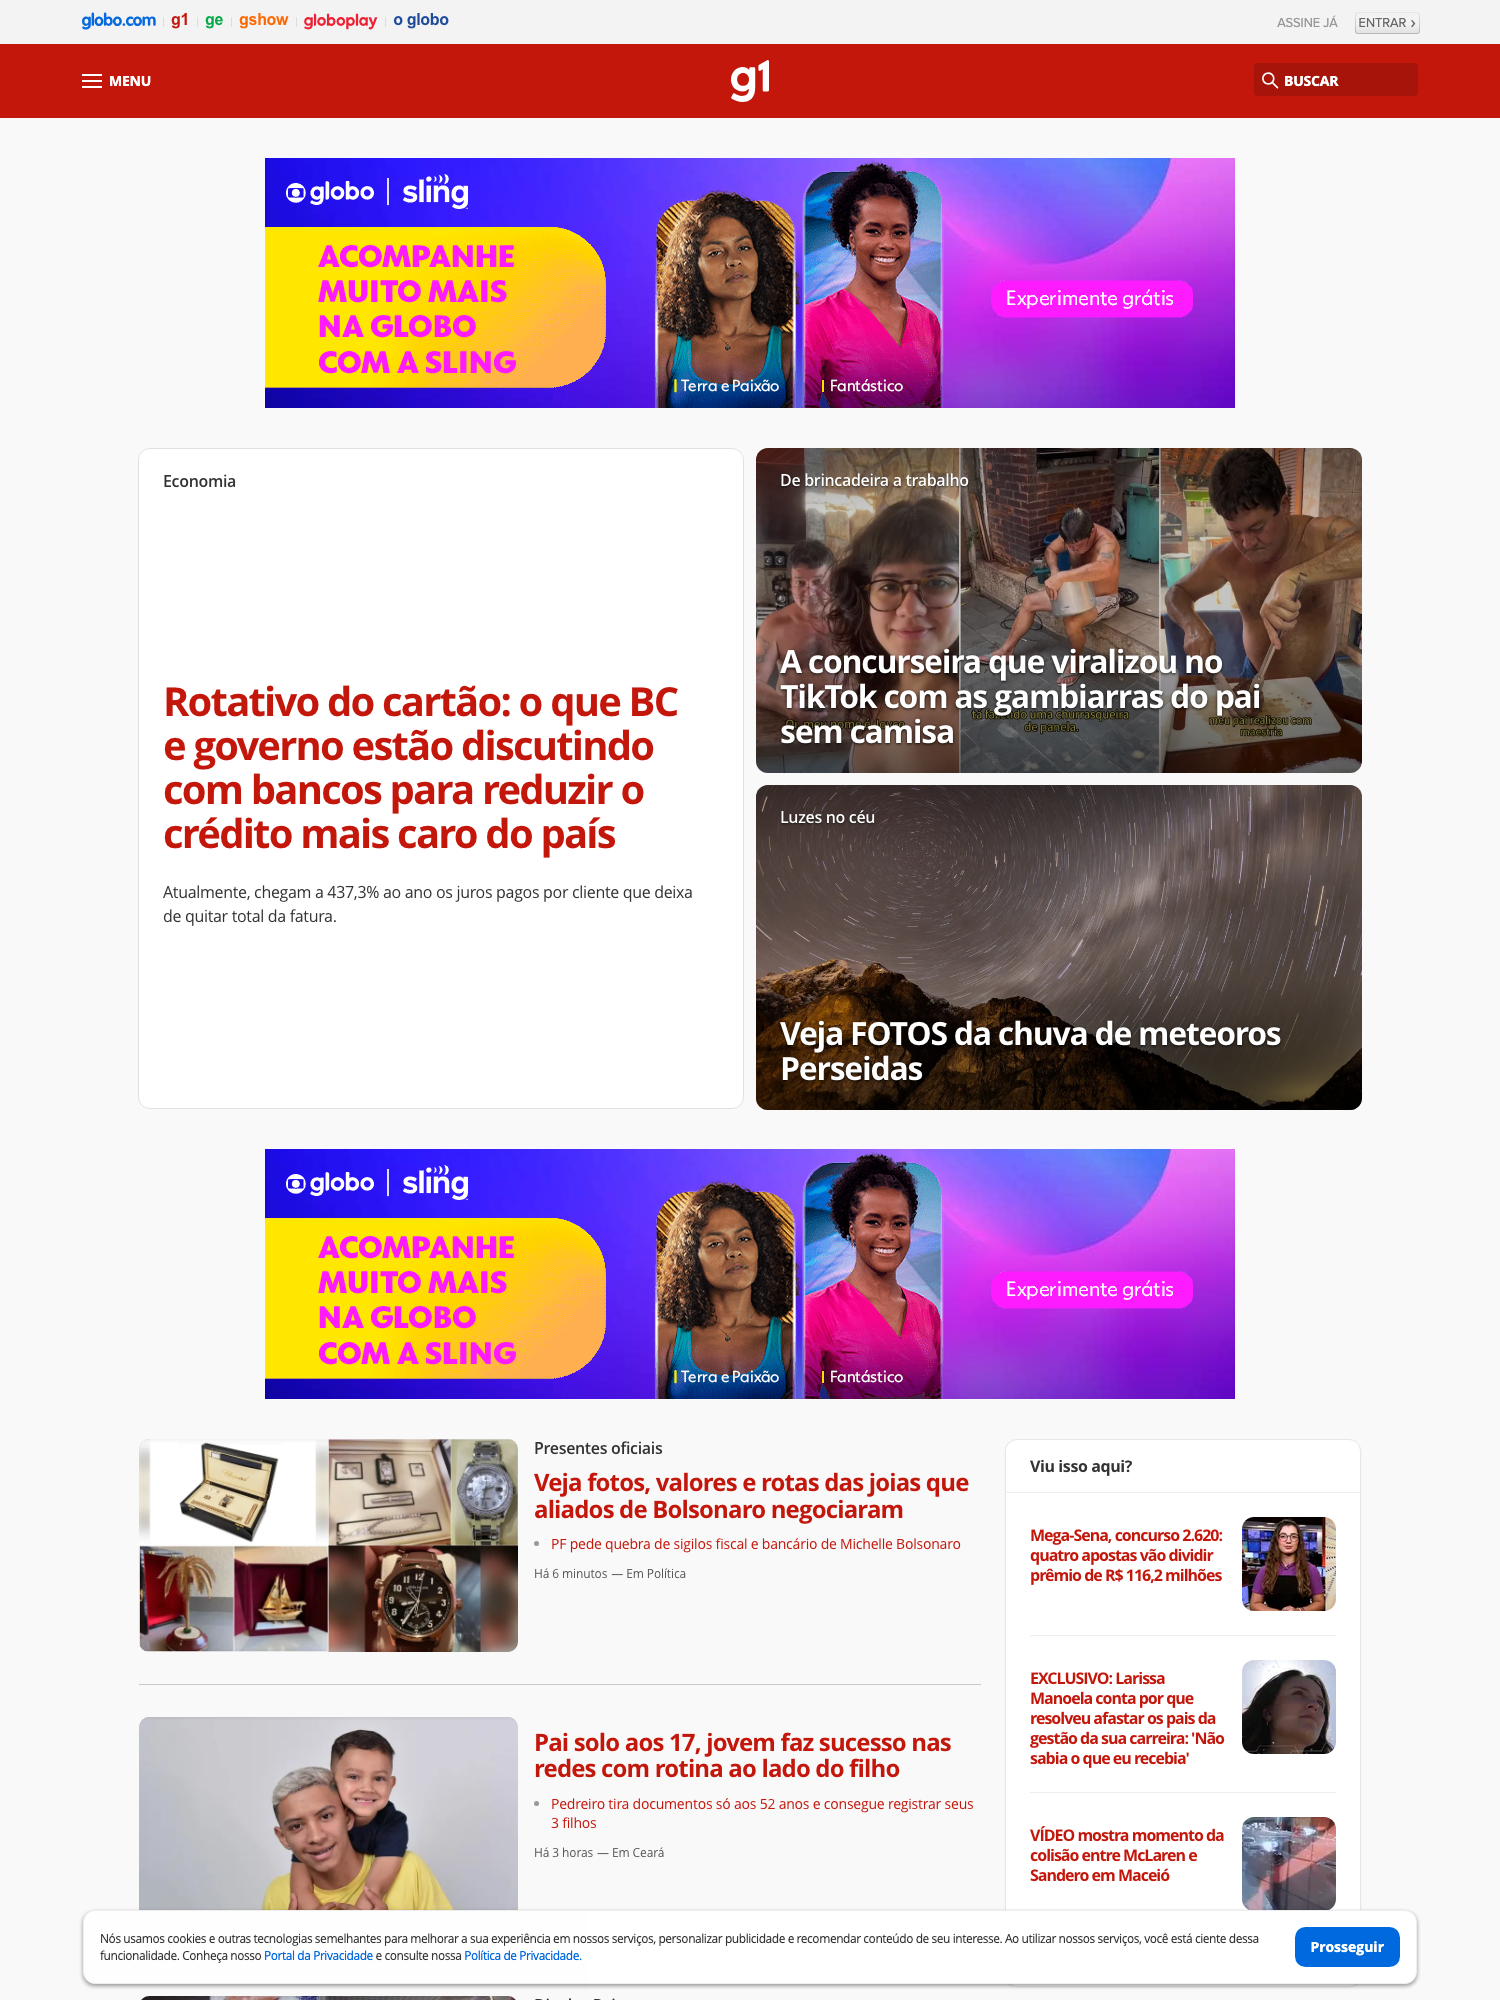 globo.com g1 ge gshow globoplay o globo
ASSINE JÁ ENTRAR ›
MENU
g1
BUSCAR
globo | sling
ACOMPANHE
MUITO MAIS
NA GLOBO
COM A SLING
Terra e Paixão
Fantástico
Experimente grátis
Economia
Rotativo do cartão: o que BC
e governo estão discutindo
com bancos para reduzir o
crédito mais caro do país
Atualmente, chegam a 437,3% ao ano os juros pagos por cliente que deixa
de quitar total da fatura.
De brincadeira a trabalho
A concurseira que viralizou no
TikTok com as gambiarras do pai
sem camisa
uma churrasqueira
de panela.
meu pai realizou com
maestria
Luzes no céu
Veja FOTOS da chuva de meteoros
Perseidas
globo | sling
ACOMPANHE
MUITO MAIS
NA GLOBO
COM A SLING
Terra e Paixão
Fantástico
Experimente grátis
Presentes oficiais
Veja fotos, valores e rotas das joias que
aliados de Bolsonaro negociaram
PF pede quebra de sigilos fiscal e bancário de Michelle Bolsonaro
Há 6 minutos — Em Política
Pai solo aos 17, jovem faz sucesso nas
redes com rotina ao lado do filho
Pedreiro tira documentos só aos 52 anos e consegue registrar seus
3 filhos
Há 3 horas — Em Ceará
Viu isso aqui?
Mega-Sena, concurso 2.620:
quatro apostas vão dividir
prêmio de R$ 116,2 milhões
EXCLUSIVO: Larissa
Manoela conta por que
resolveu afastar os pais da
gestão da sua carreira: 'Não
sabia o que eu recebia'
VÍDEO mostra momento da
colisão entre McLaren e
Sandero em Maceió
Nós usamos cookies e outras tecnologias semelhantes para melhorar a sua experiência em nossos serviços, personalizar publicidade e recomendar conteúdo de seu interesse. Ao utilizar nossos serviços, você está ciente dessa
funcionalidade. Conheça nosso Portal da Privacidade e consulte nossa Política de Privacidade.
Prosseguir